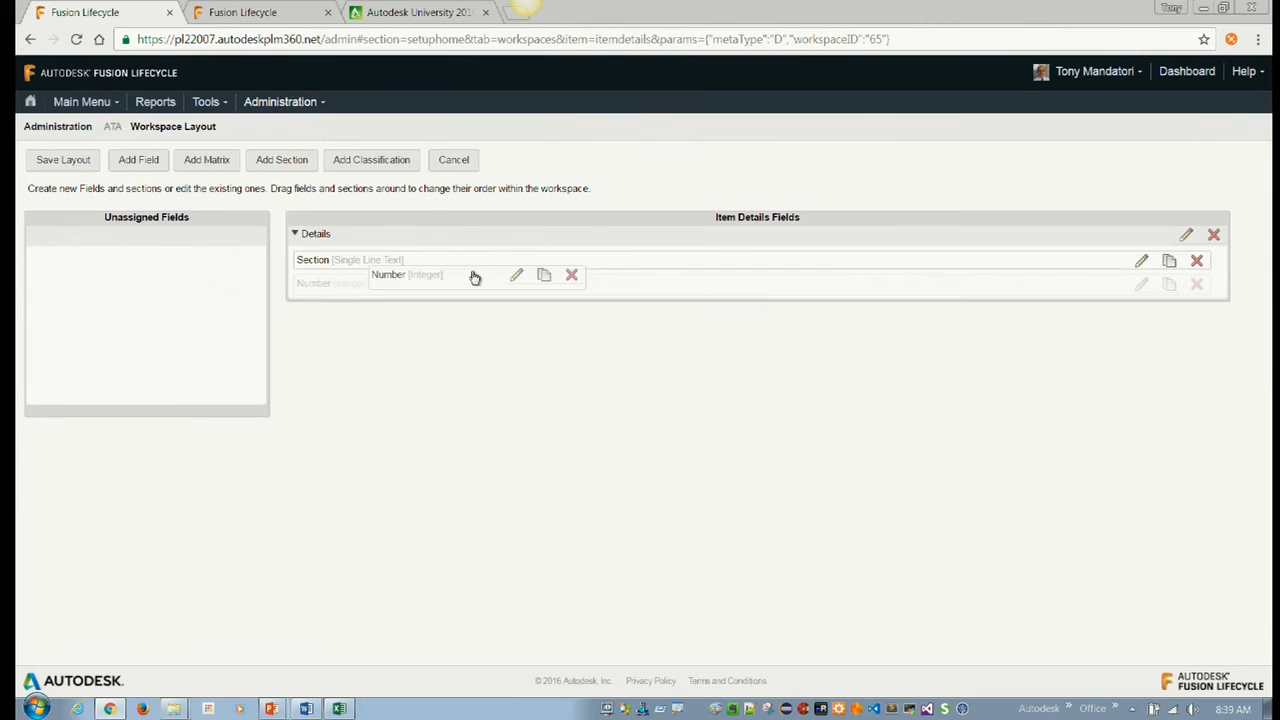 Fusion Lifecycle
Fusion Lifecycle
Autodesk University 201
Tony
https://pl22007.autodeskplm360.net/admin#section=setuphome&tab=workspaces&item=itemdetails&params={"metaType":"D","workspaceID":"65"}
AUTODESK® FUSION LIFECYCLE
Tony Mandatori
Dashboard
Help
Main Menu
Reports
Tools
Administration
Administration
ATA
Workspace Layout
Save Layout
Add Field
Add Matrix
Add Section
Add Classification
Cancel
Create new Fields and sections or edit the existing ones. Drag fields and sections around to change their order within the workspace.
Unassigned Fields
Item Details Fields
Details
Section [Single Line Text]
Number [Integer]
Number [Integer]
AUTODESK.
© 2016 Autodesk, Inc.
Privacy Policy
Terms and Conditions
AUTODESK®
FUSION LIFECYCLE
Autodesk
Office
8:39 AM